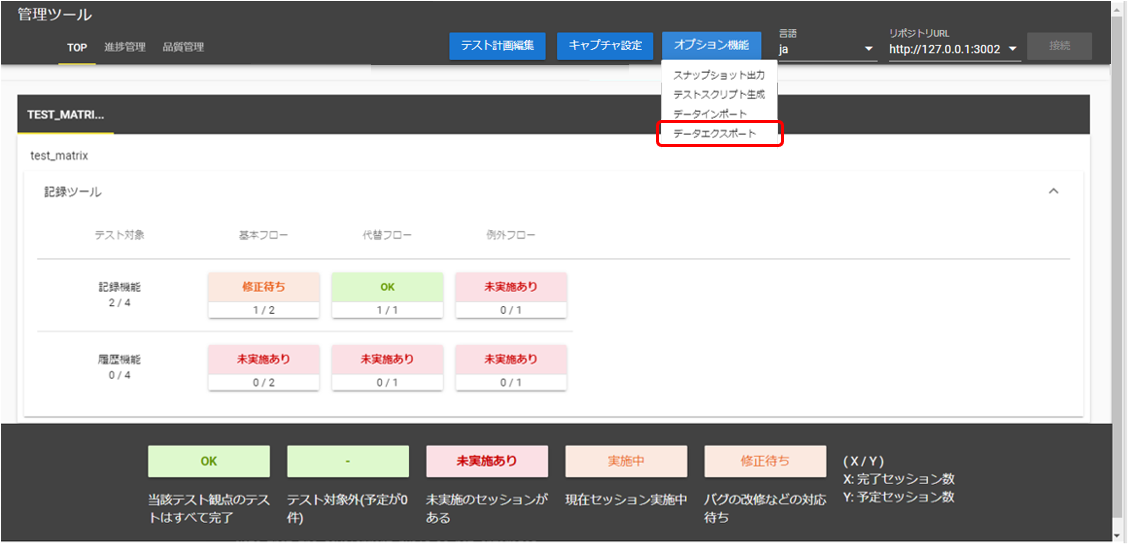 管理ツール
TOP 進捗管理 品質管理
テスト計画編集 キャプチャ設定 オプション機能
言語
ja
リポジトリURL
http://127.0.0.1:3002
接続
スナップショット出力
テストスクリプト生成
データインポート
データエクスポート
TEST_MATRI...
test_matrix
記録ツール
テスト対象 基本フロー 代替フロー 例外フロー
記録機能
2 / 4
修正待ち
1 / 2
OK
1 / 1
未実施あり
0 / 1
履歴機能
0 / 4
未実施あり
0 / 2
未実施あり
0 / 1
未実施あり
0 / 1
OK
当該テスト観点のテス
トはすべて完了
-
テスト対象外(予定が0
件)
未実施あり
未実施のセッションが
ある
実施中
現在セッション実施中
修正待ち
バグの改修などの対応
待ち
( X / Y )
X: 完了セッション数
Y: 予定セッション数